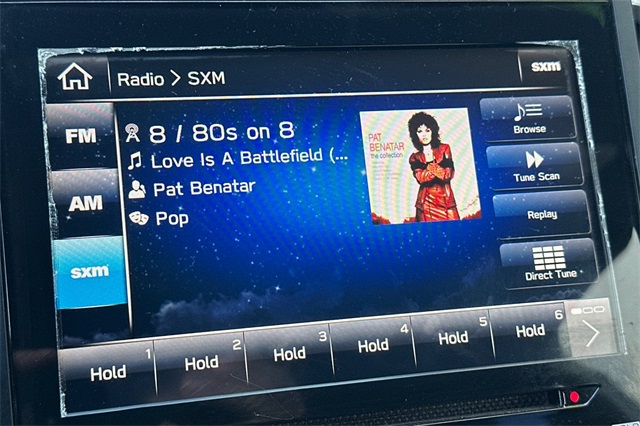 Radio > SXM
sxm
FM
AM
sxm
8 / 80s on 8
Love Is A Battlefield (...
Pat Benatar
Pop
PAT
BENATAR
the collection
Browse
Tune Scan
Replay
Direct Tune
Hold 1
Hold 2
Hold 3
Hold 4
Hold 5
Hold 6